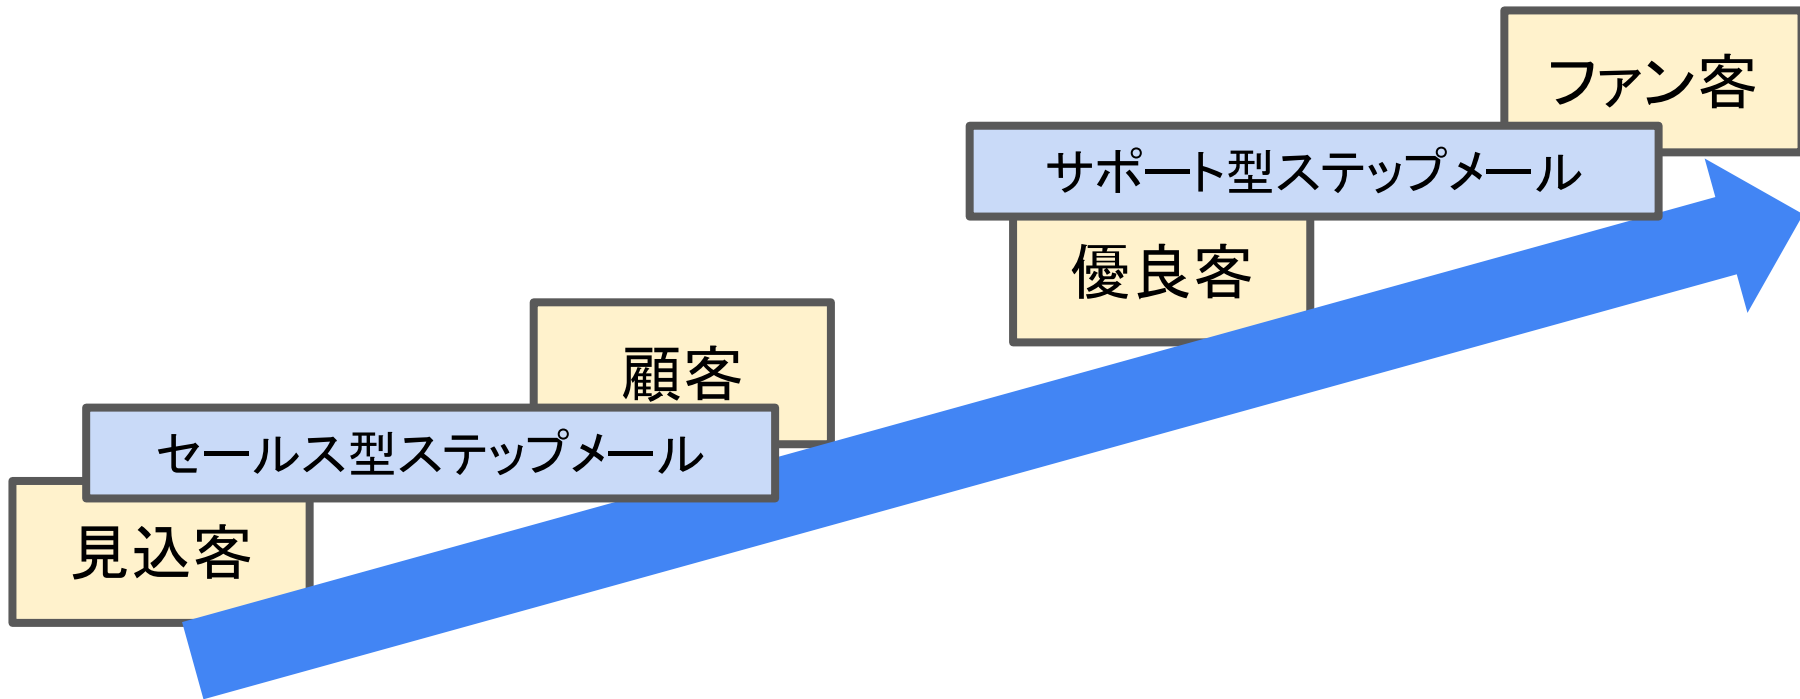 ファン客
サポート型ステップメール
優良客
顧客
セールス型ステップメール
見込客